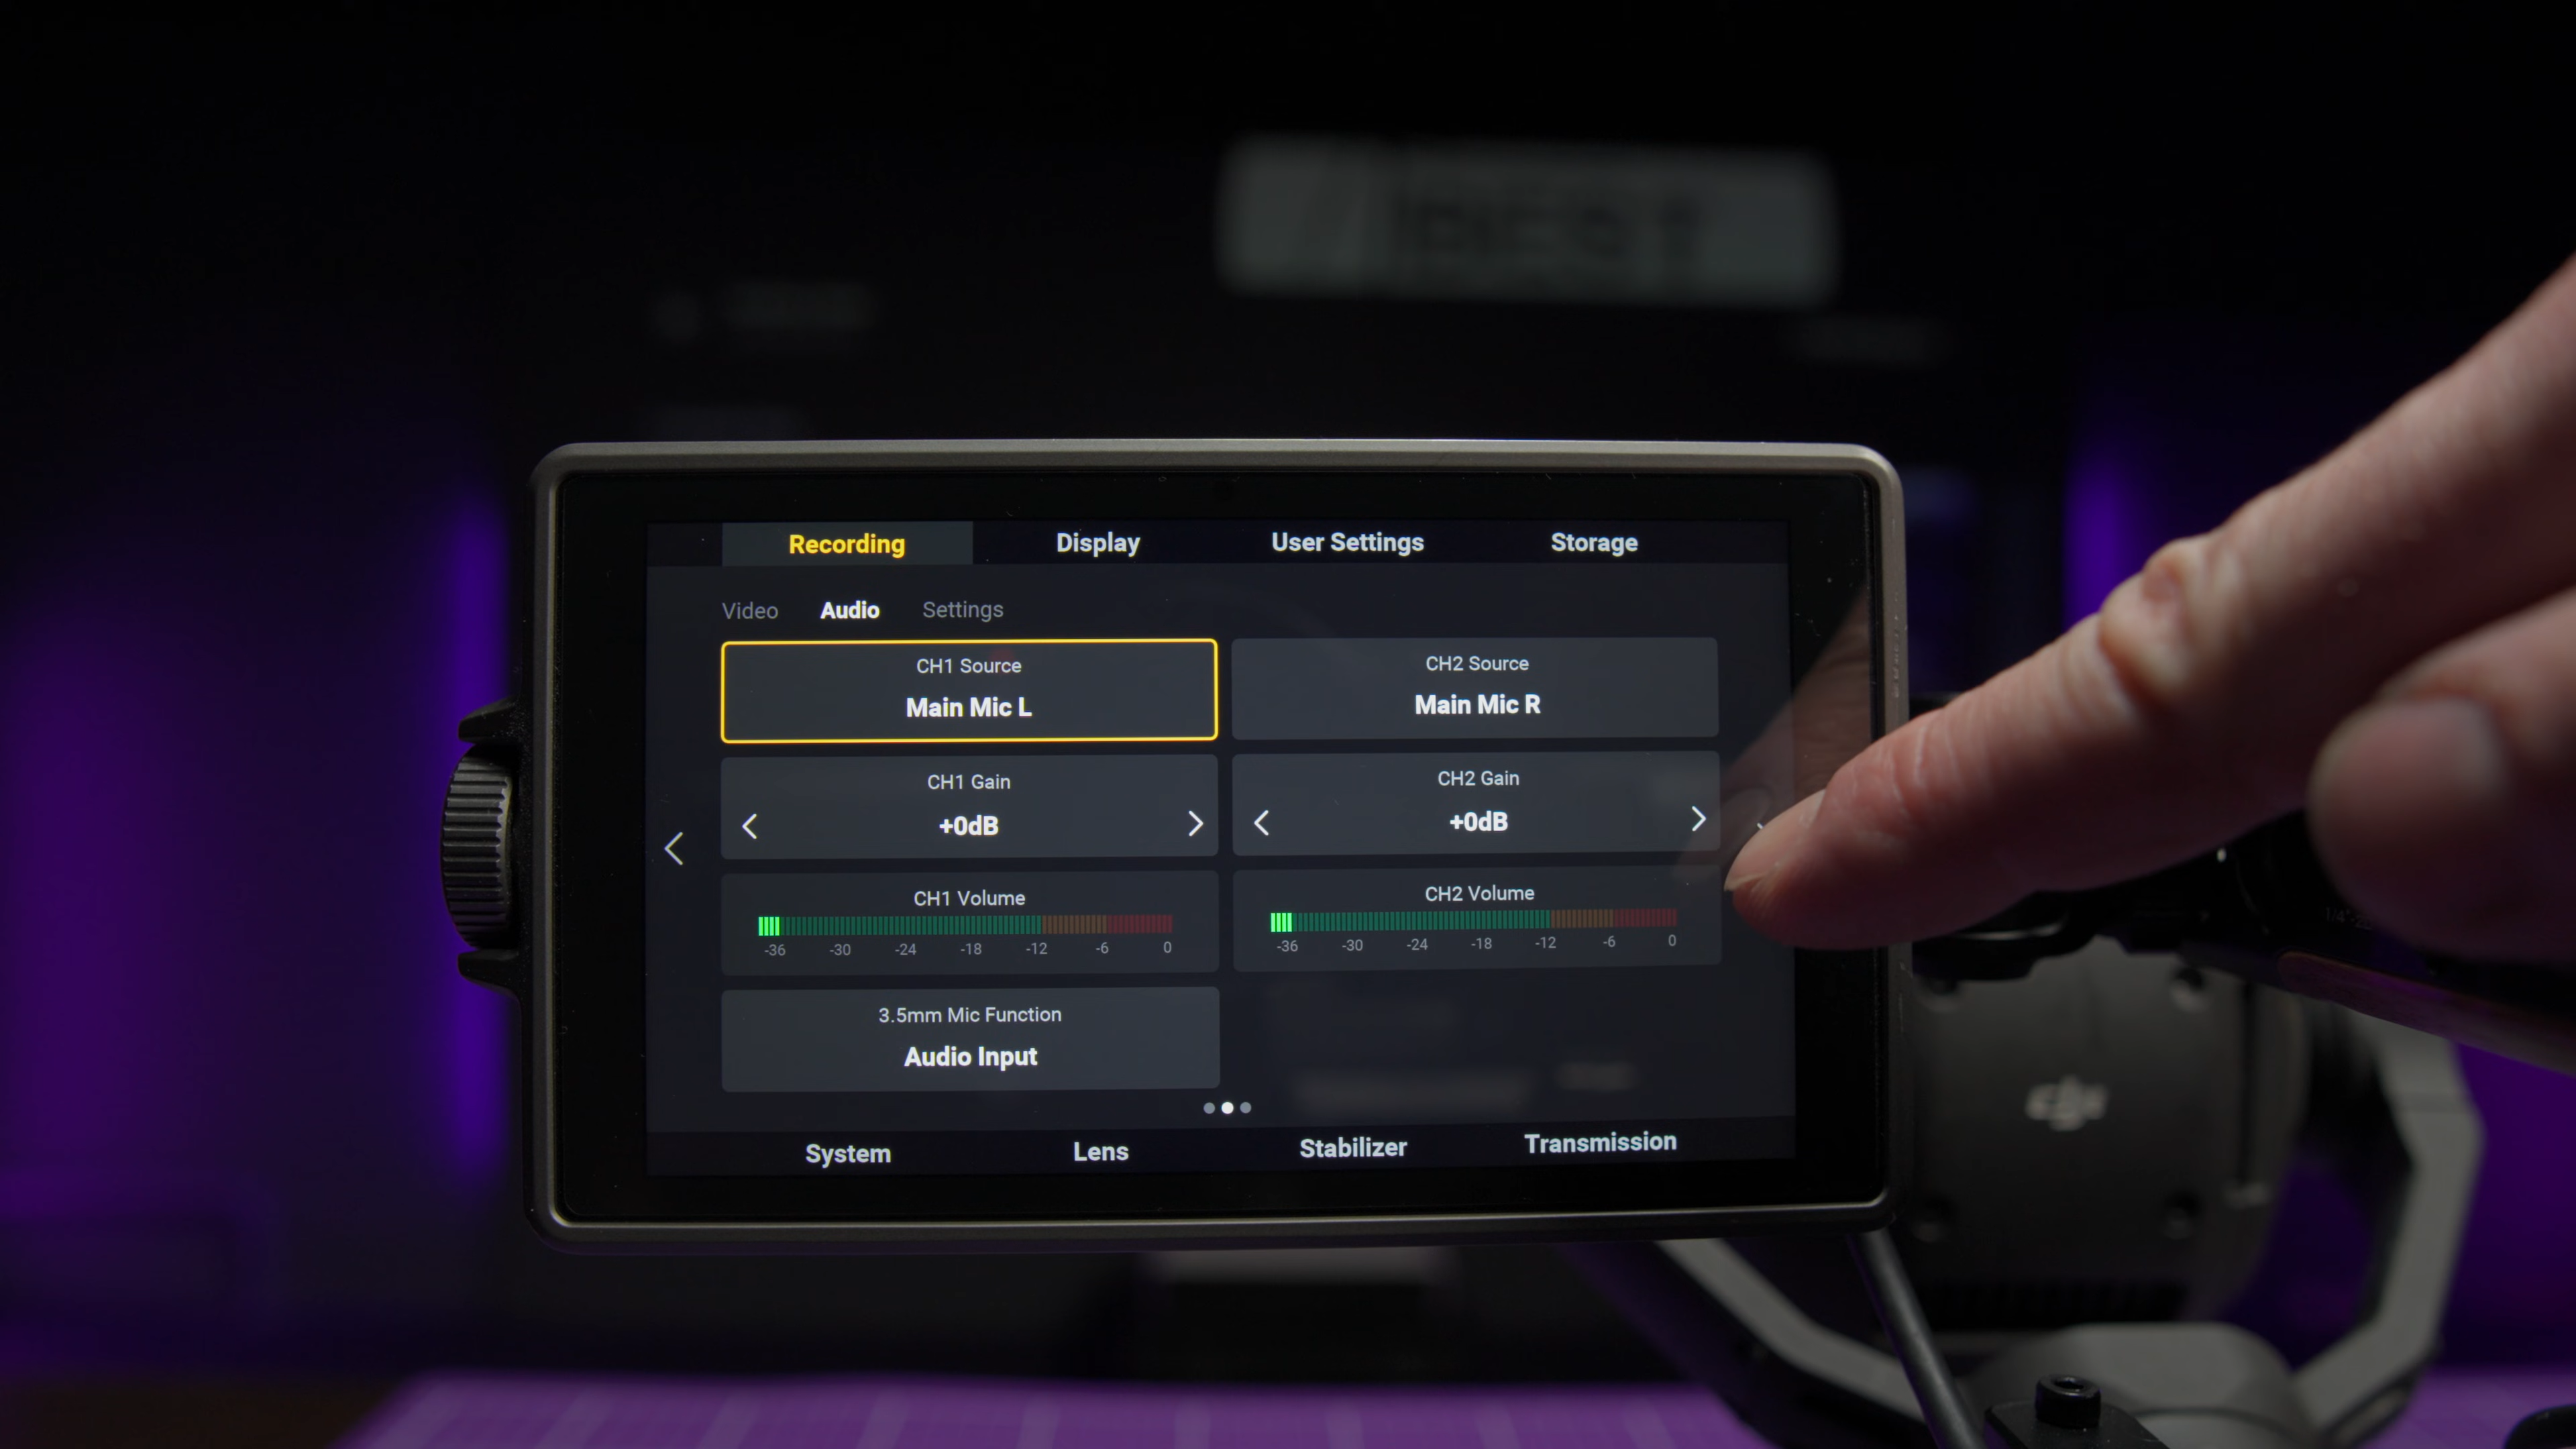 Recording Display User Settings Storage
Video Audio Settings
CH1 Source
Main Mic L
CH2 Source
Main Mic R
CH1 Gain
+0dB
CH2 Gain
+0dB
CH1 Volume
-36 -30 -24 -18 -12 -6 0
CH2 Volume
-36 -30 -24 -18 -12 -6 0
3.5mm Mic Function
Audio Input
System Lens Stabilizer Transmission
dji